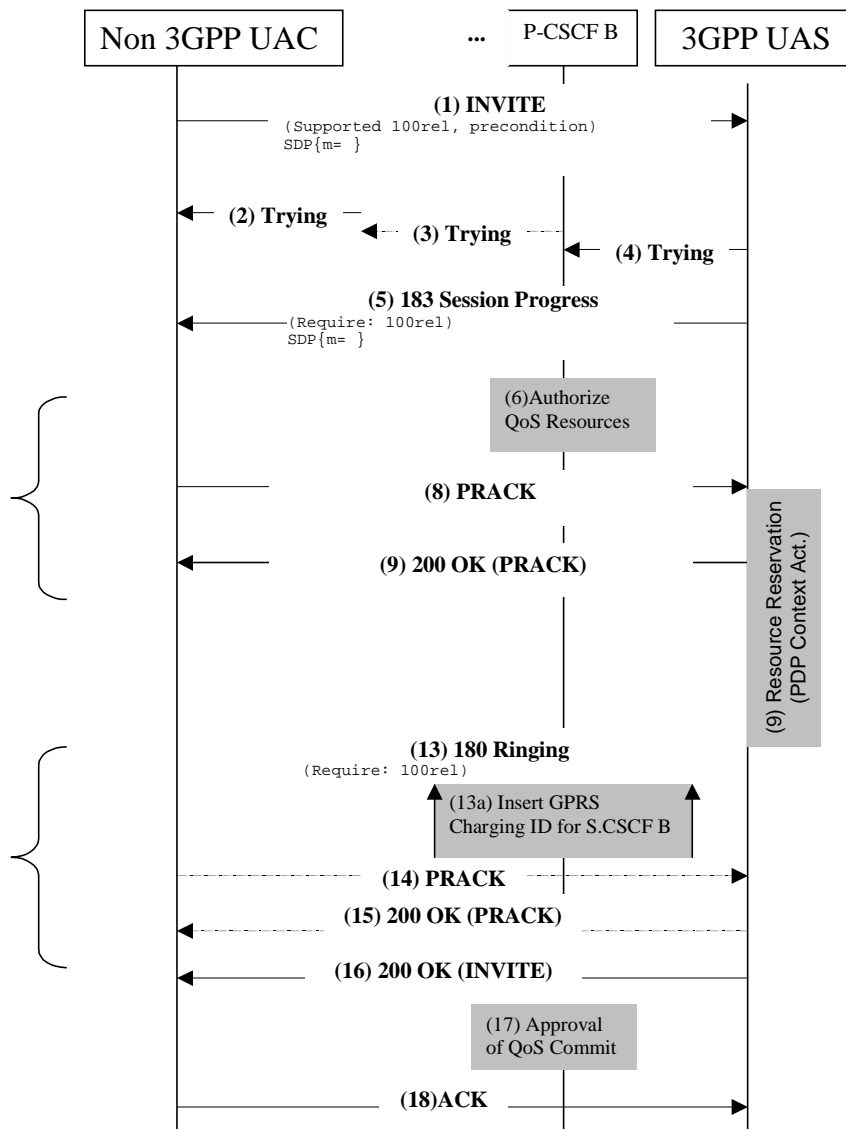 Non 3GPP UAC
...
P-CSCF B
3GPP UAS
(1) INVITE
(Supported 100rel, precondition)
SDP{m= }
(2) Trying
(3) Trying
(4) Trying
(5) 183 Session Progress
(Require: 100rel)
SDP{m= }
(6)Authorize
QoS Resources
(8) PRACK
(9) 200 OK (PRACK)
(9) Resource Reservation
(PDP Context Act.)
(13) 180 Ringing
(Require: 100rel)
(13a) Insert GPRS
Charging ID for S.CSCF B
(14) PRACK
(15) 200 OK (PRACK)
(16) 200 OK (INVITE)
(17) Approval
of QoS Commit
(18)ACK